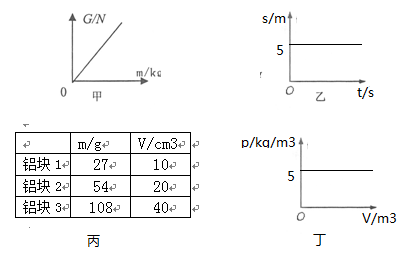 G/N
m/kg
0
甲
s/m
5
O
t/s
乙
m/g V/cm3
铝块 1 27 10
铝块 2 54 20
铝块 3 108 40
丙
p/kg/m3
5
O
V/m3
丁